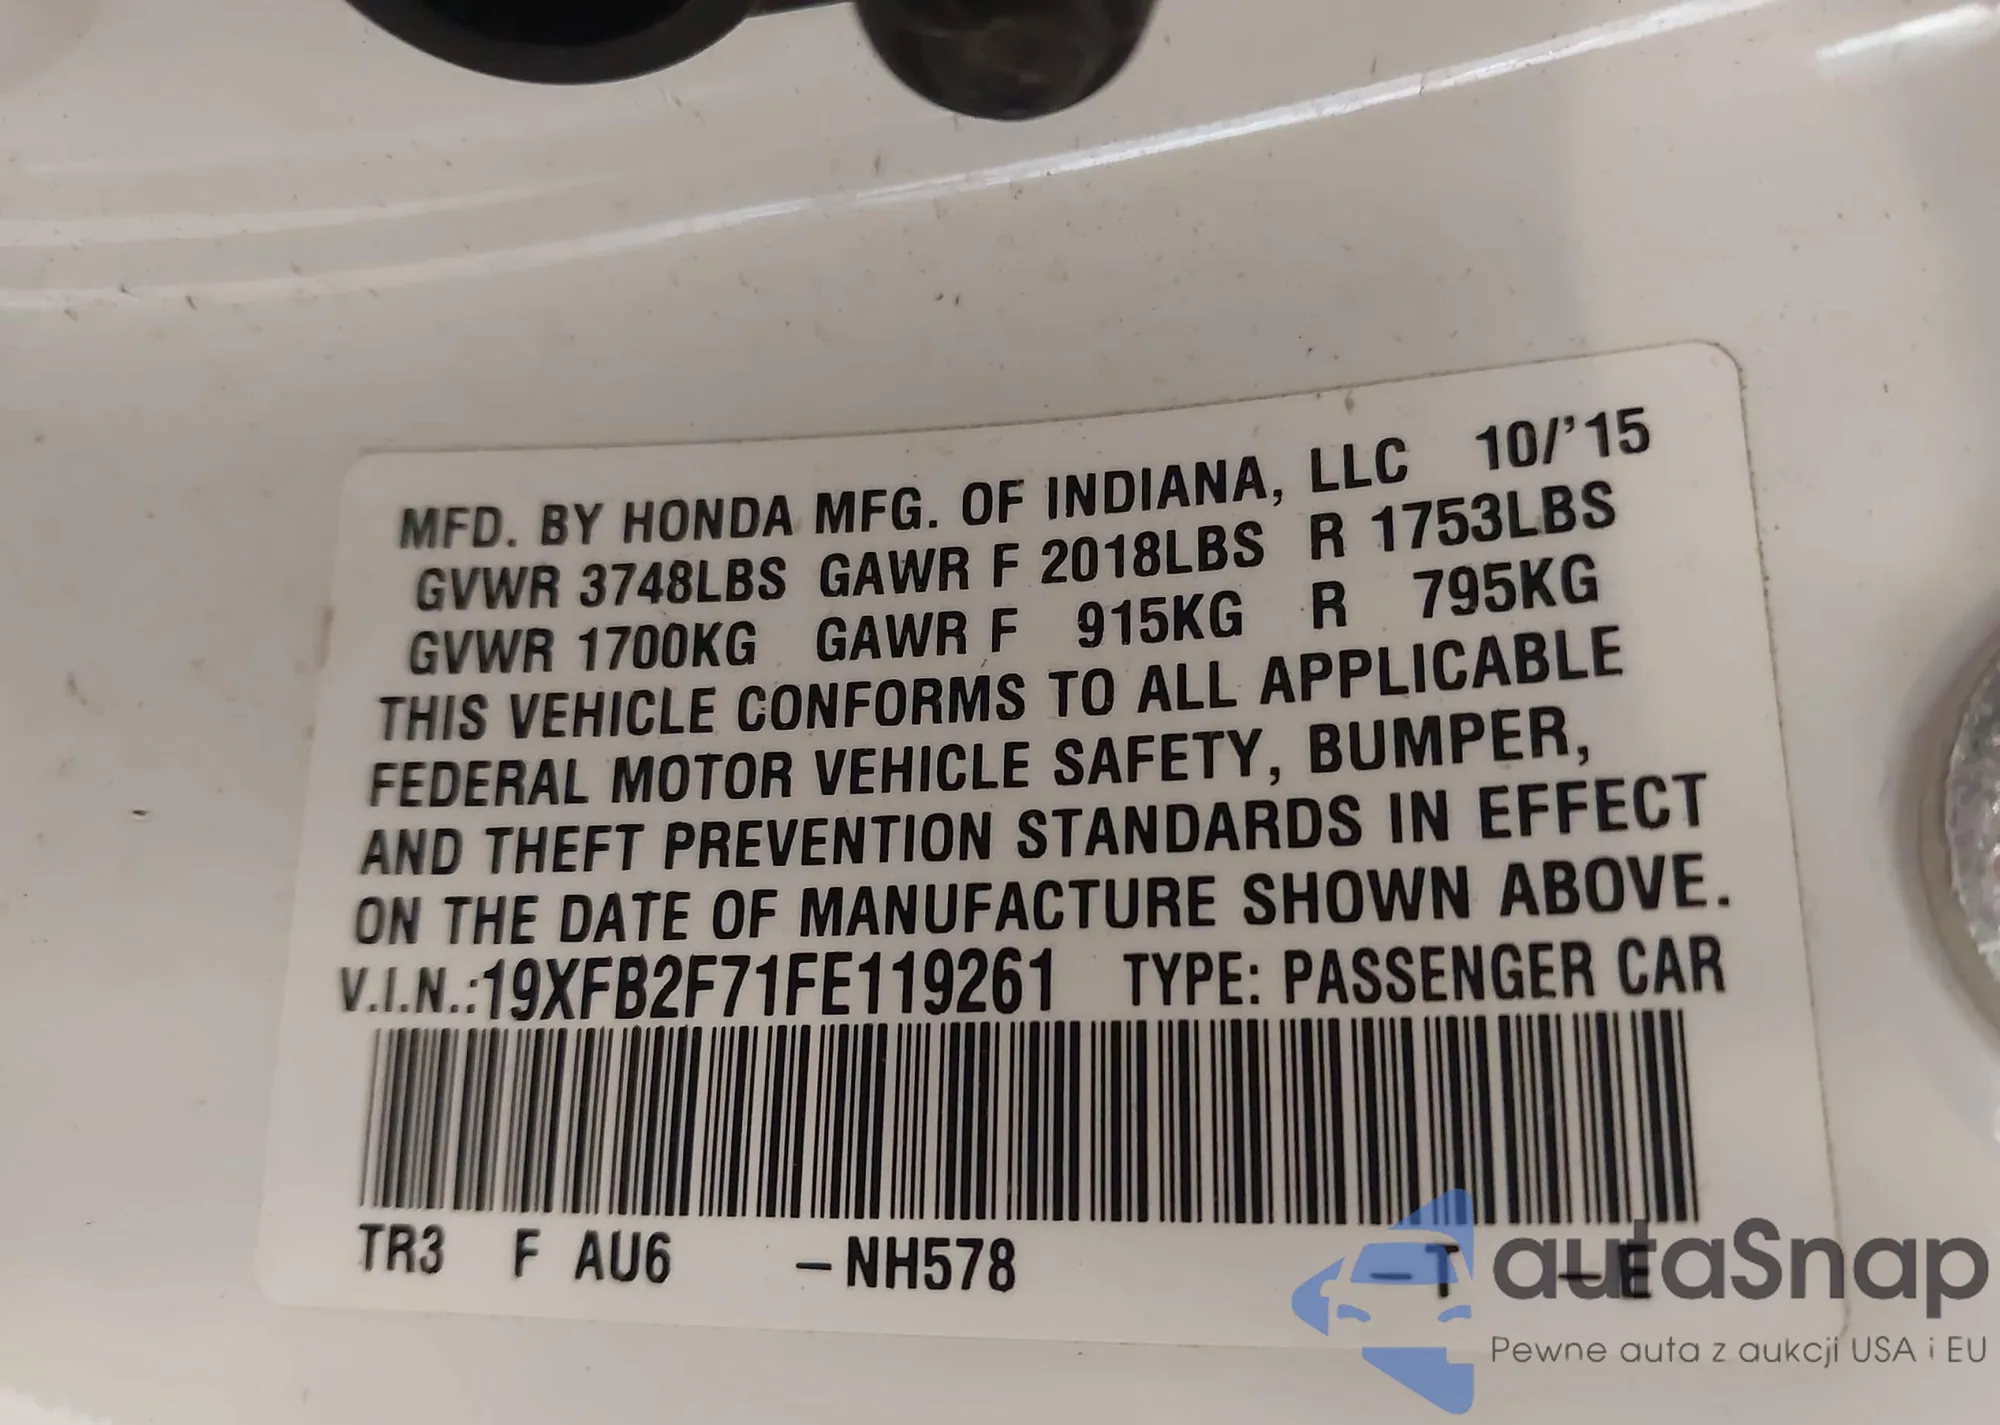 MFD. BY HONDA MFG. OF INDIANA, LLC 10/'15
GVWR 3748LBS GAWR F 2018LBS R 1753LBS
GVWR 1700KG GAWR F 915KG R 795KG
THIS VEHICLE CONFORMS TO ALL APPLICABLE
FEDERAL MOTOR VEHICLE SAFETY, BUMPER,
AND THEFT PREVENTION STANDARDS IN EFFECT
ON THE DATE OF MANUFACTURE SHOWN ABOVE.
V.I.N.:19XFB2F71FE119261 TYPE: PASSENGER CAR
TR3 F AU6 –NH578 –T –E
autaSnap
Pewne auta z aukcji USA i EU